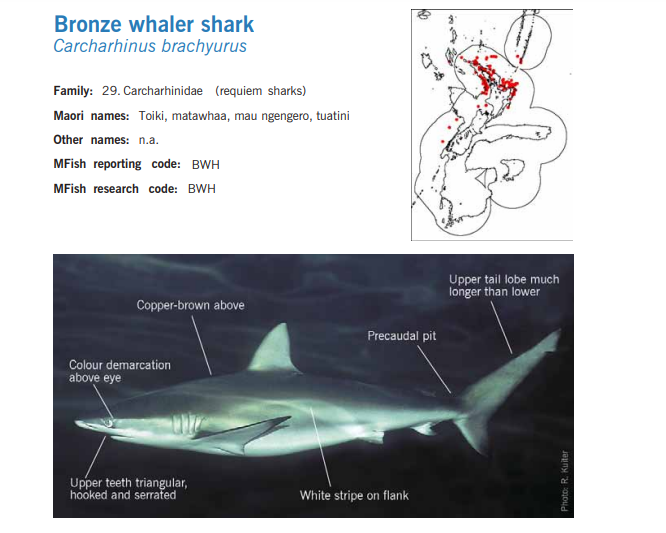 Bronze whaler shark
Carcharhinus brachyurus
Family: 29. Carcharhinidae (requiem sharks)
Maori names: Toiki, matawhaa, mau ngengero, tuatini
Other names: n.a.
MFish reporting code: BWH
MFish research code: BWH
Upper tail lobe much
longer than lower
Copper-brown above
Precaudal pit
Colour demarcation
above eye
Upper teeth triangular,
hooked and serrated
White stripe on flank
Photo: R. Kuiter